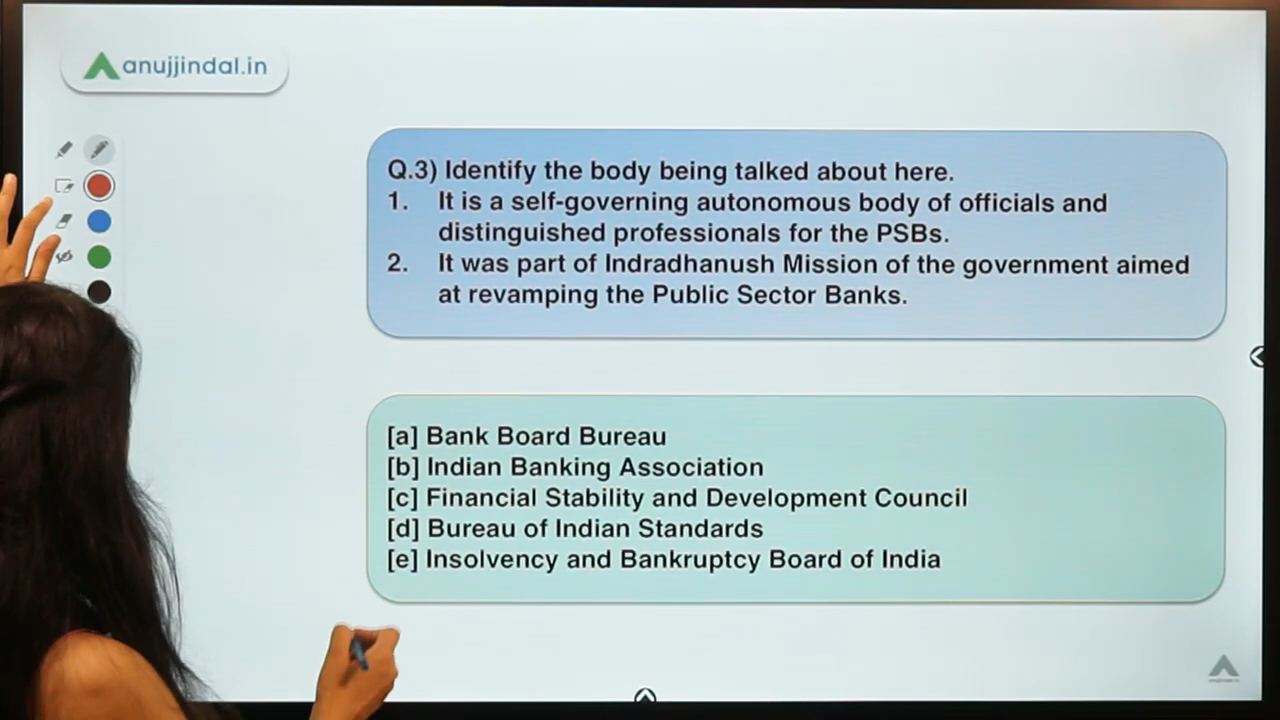 anujjindal.in
Q.3) Identify the body being talked about here.
1. It is a self-governing autonomous body of officials and
distinguished professionals for the PSBs.
2. It was part of Indradhanush Mission of the government aimed
at revamping the Public Sector Banks.
[a] Bank Board Bureau
[b] Indian Banking Association
[c] Financial Stability and Development Council
[d] Bureau of Indian Standards
[e] Insolvency and Bankruptcy Board of India